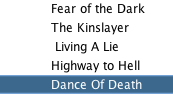 Fear of the Dark
The Kinslayer
Living A Lie
Highway to Hell
Dance Of Death